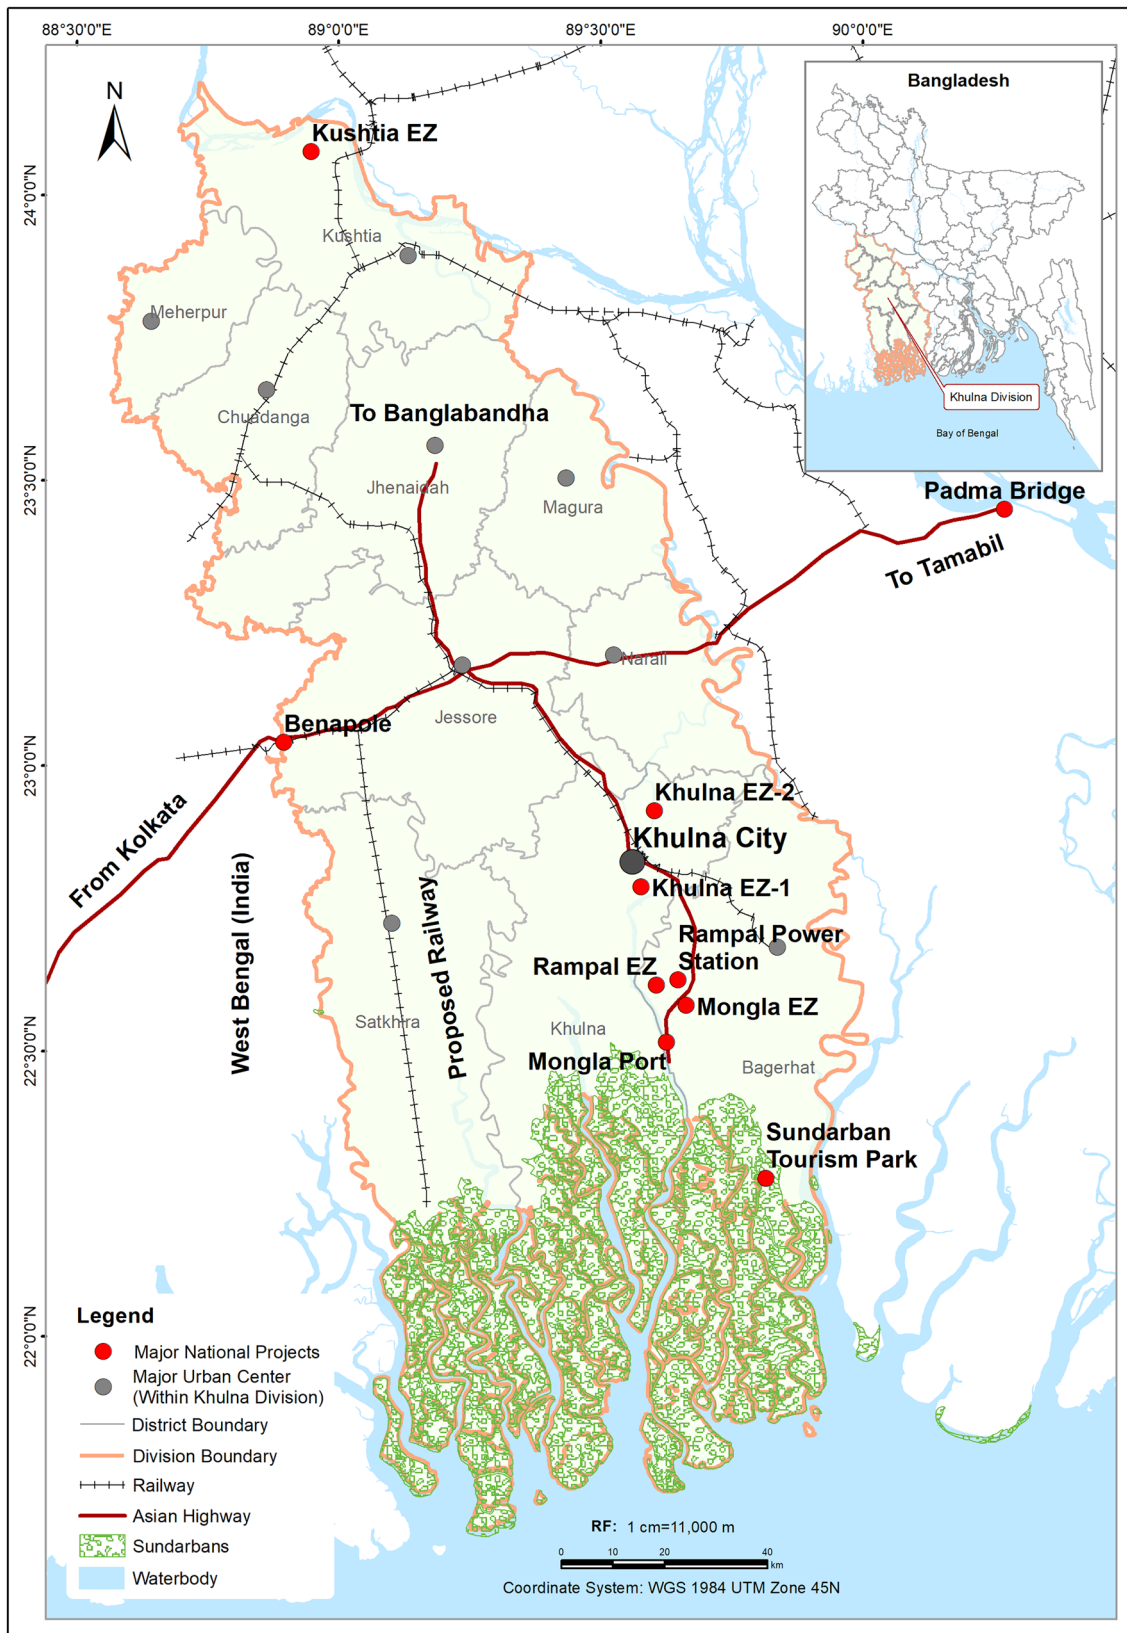 88°30'0"E
89°0'0"E
89°30'0"E
90°0'0"E
N
Bangladesh
Khulna Division
Bay of Bengal
Kushtia EZ
24°0'0"N
Kushtia
Meherpur
Chuadanga
To Banglabandha
Jhenaidah
Magura
23°30'0"N
Padma Bridge
To Tamabil
Narail
Jessore
Benapole
23°0'0"N
From Kolkata
West Bengal (India)
Proposed Railway
Khulna EZ-2
Khulna City
Khulna EZ-1
Rampal Power
Station
Rampal EZ
Mongla EZ
Satkhira
Khulna
Mongla Port
Bagerhat
22°30'0"N
Sundarban
Tourism Park
22°0'0"N
Legend
Major National Projects
Major Urban Center
(Within Khulna Division)
District Boundary
Division Boundary
Railway
Asian Highway
Sundarbans
Waterbody
RF: 1 cm=11,000 m
0 10 20 40
km
Coordinate System: WGS 1984 UTM Zone 45N